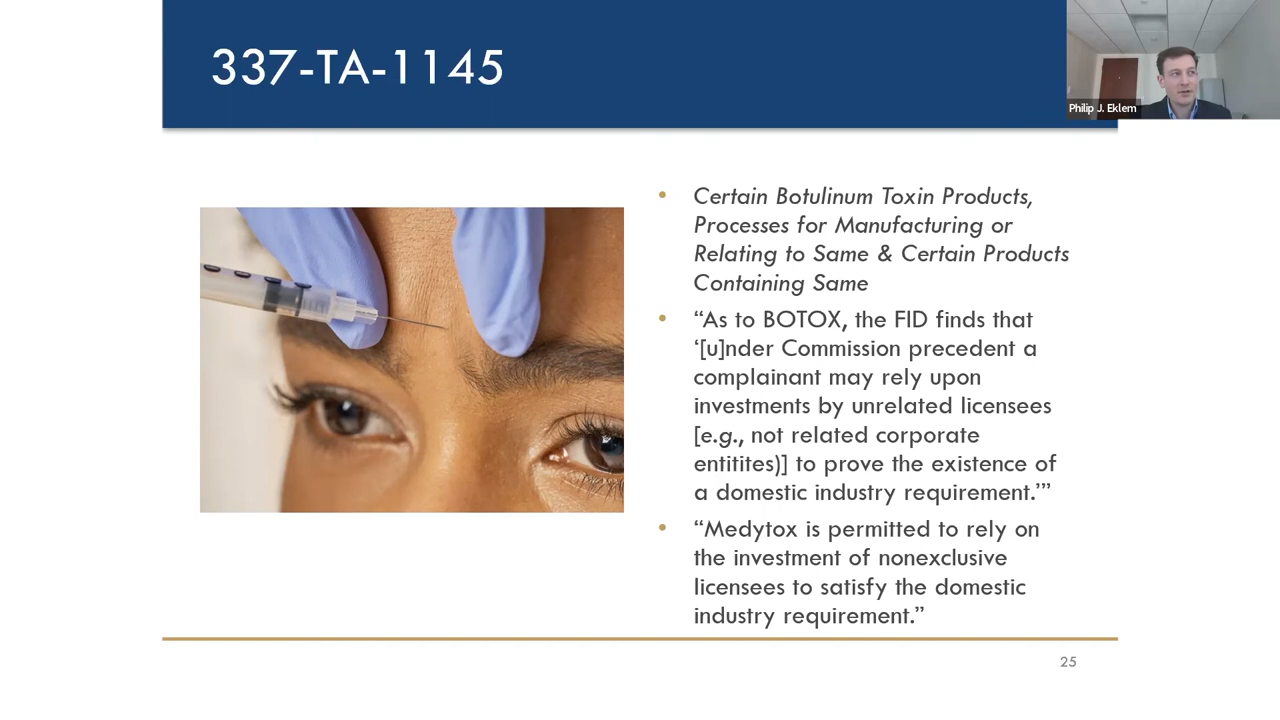 337-TA-1145
Philip J. Eklem
• Certain Botulinum Toxin Products,
Processes for Manufacturing or
Relating to Same & Certain Products
Containing Same
• “As to BOTOX, the FID finds that
‘[u]nder Commission precedent a
complainant may rely upon
investments by unrelated licensees
[e.g., not related corporate
entitites)] to prove the existence of
a domestic industry requirement.’”
• “Medytox is permitted to rely on
the investment of nonexclusive
licensees to satisfy the domestic
industry requirement.”
25